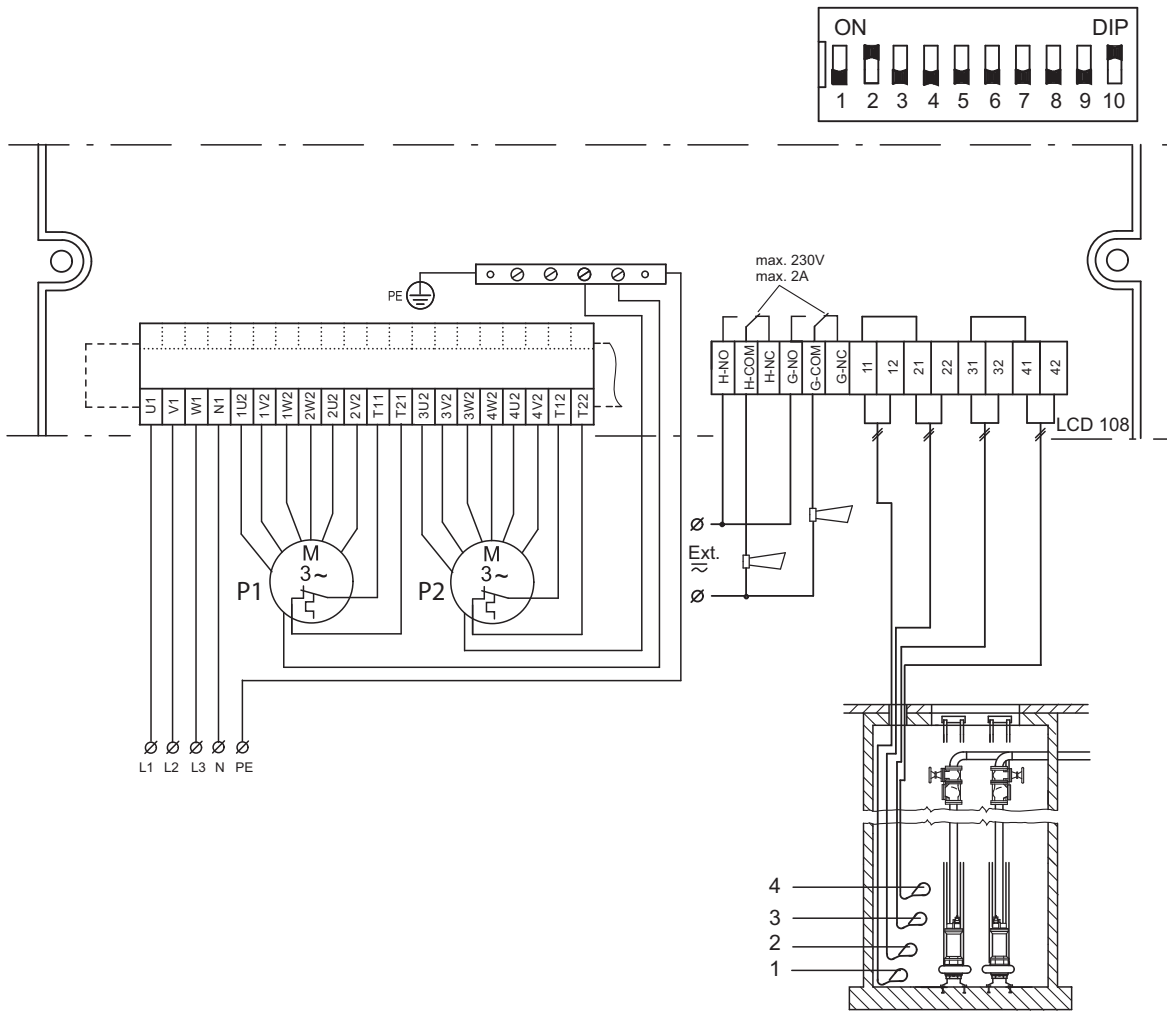 ON DIP
1 2 3 4 5 6 7 8 9 10
max. 230V
max. 2A
PE
H-NO H-COM H-NC G-NO G-COM G-NC 11 12 21 22 31 32 41 42
U1 V1 W1 N1 1U2 1V2 1W2 2W2 2U2 2V2 T11 T21 3U2 3V2 3W2 4W2 4U2 4V2 T12 T22
LCD 108
Ext.
M
3~
P1
M
3~
P2
L1 L2 L3 N PE
4
3
2
1